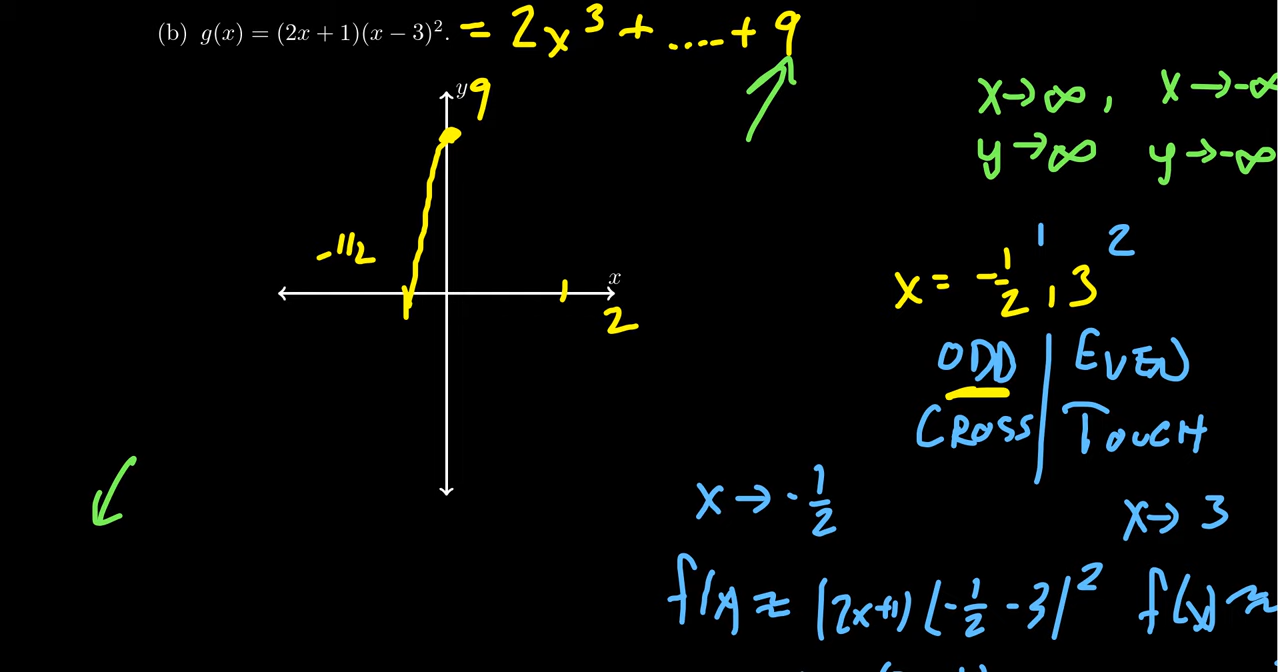 (b) g(x) = (2x + 1)(x − 3)². = 2x³ + .... + 9
y 9
x → ∞, x → -∞
y → ∞ y → -∞
-1/2
x
2
x = -1/2, 3
1 2
ODD | EVEN
CROSS | TOUCH
x → -1/2
x → 3
f(x) ≈ (2x+1)(-1/2 - 3)² f(x) ≈